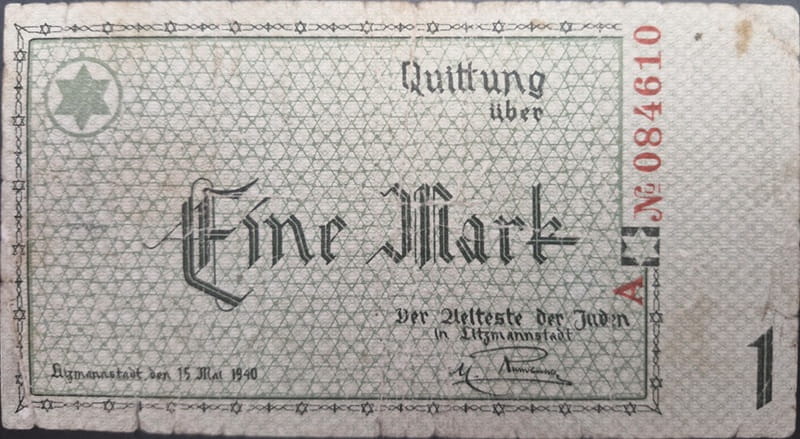 Quittung
über
Eine Mark
Der Aelteste der Juden
in Litzmannstadt
Litzmannstadt, den 15 Mai 1940
№ 084610
A
1